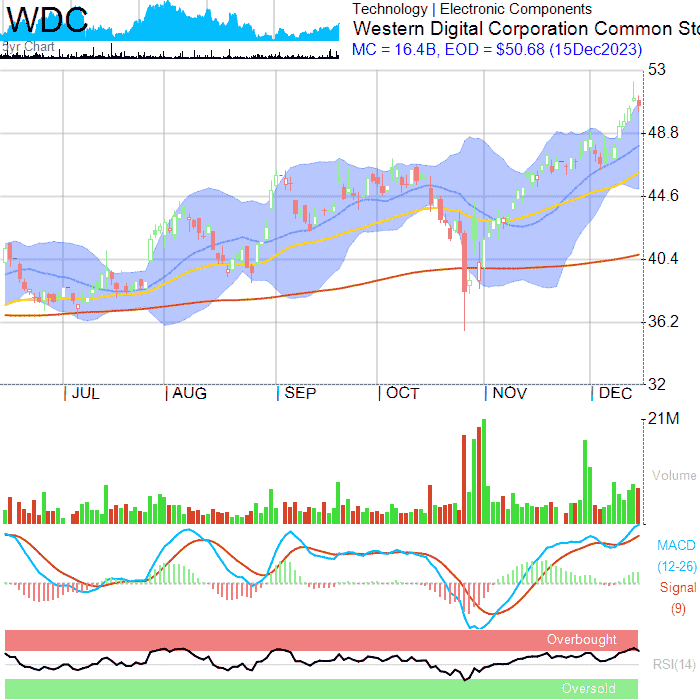 WDC
5yr Chart
Technology | Electronic Components
Western Digital Corporation Common Sto
MC = 16.4B, EOD = $50.68 (15Dec2023)
53
48.8
44.6
40.4
36.2
32
JUL AUG SEP OCT NOV DEC
21M
Volume
MACD
(12-26)
Signal
(9)
Overbought
RSI(14)
Oversold